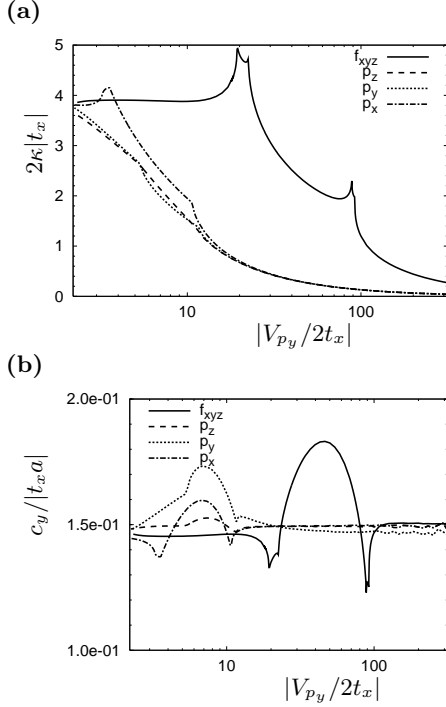 (a)
5
4
3
2
1
0
2κ|t_x|
f_xyz
p_z
p_y
p_x
10
100
|V_{p_y}/2t_x|
(b)
2.0e-01
1.5e-01
1.0e-01
c_y/|t_x a|
f_xyz
p_z
p_y
p_x
10
100
|V_{p_y}/2t_x|